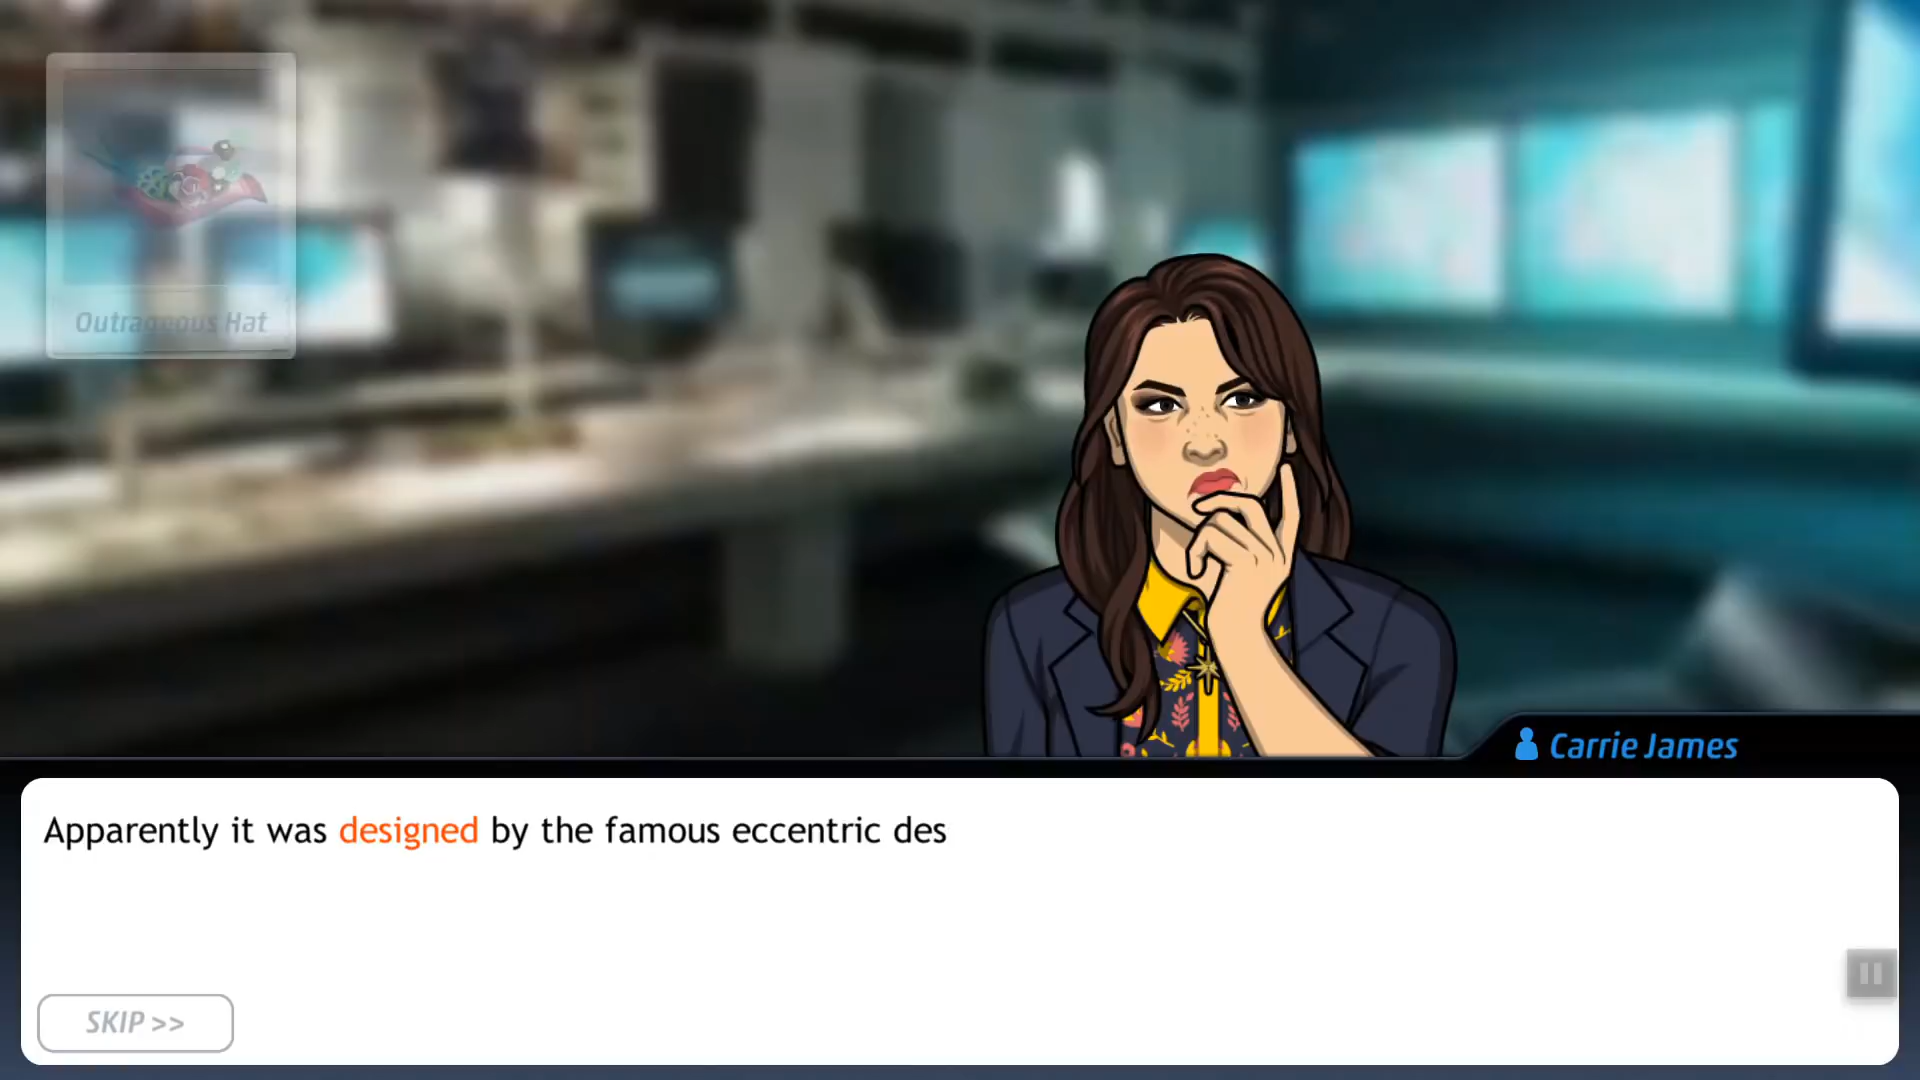 Outrageous Hat
Carrie James
Apparently it was designed by the famous eccentric des
SKIP >>